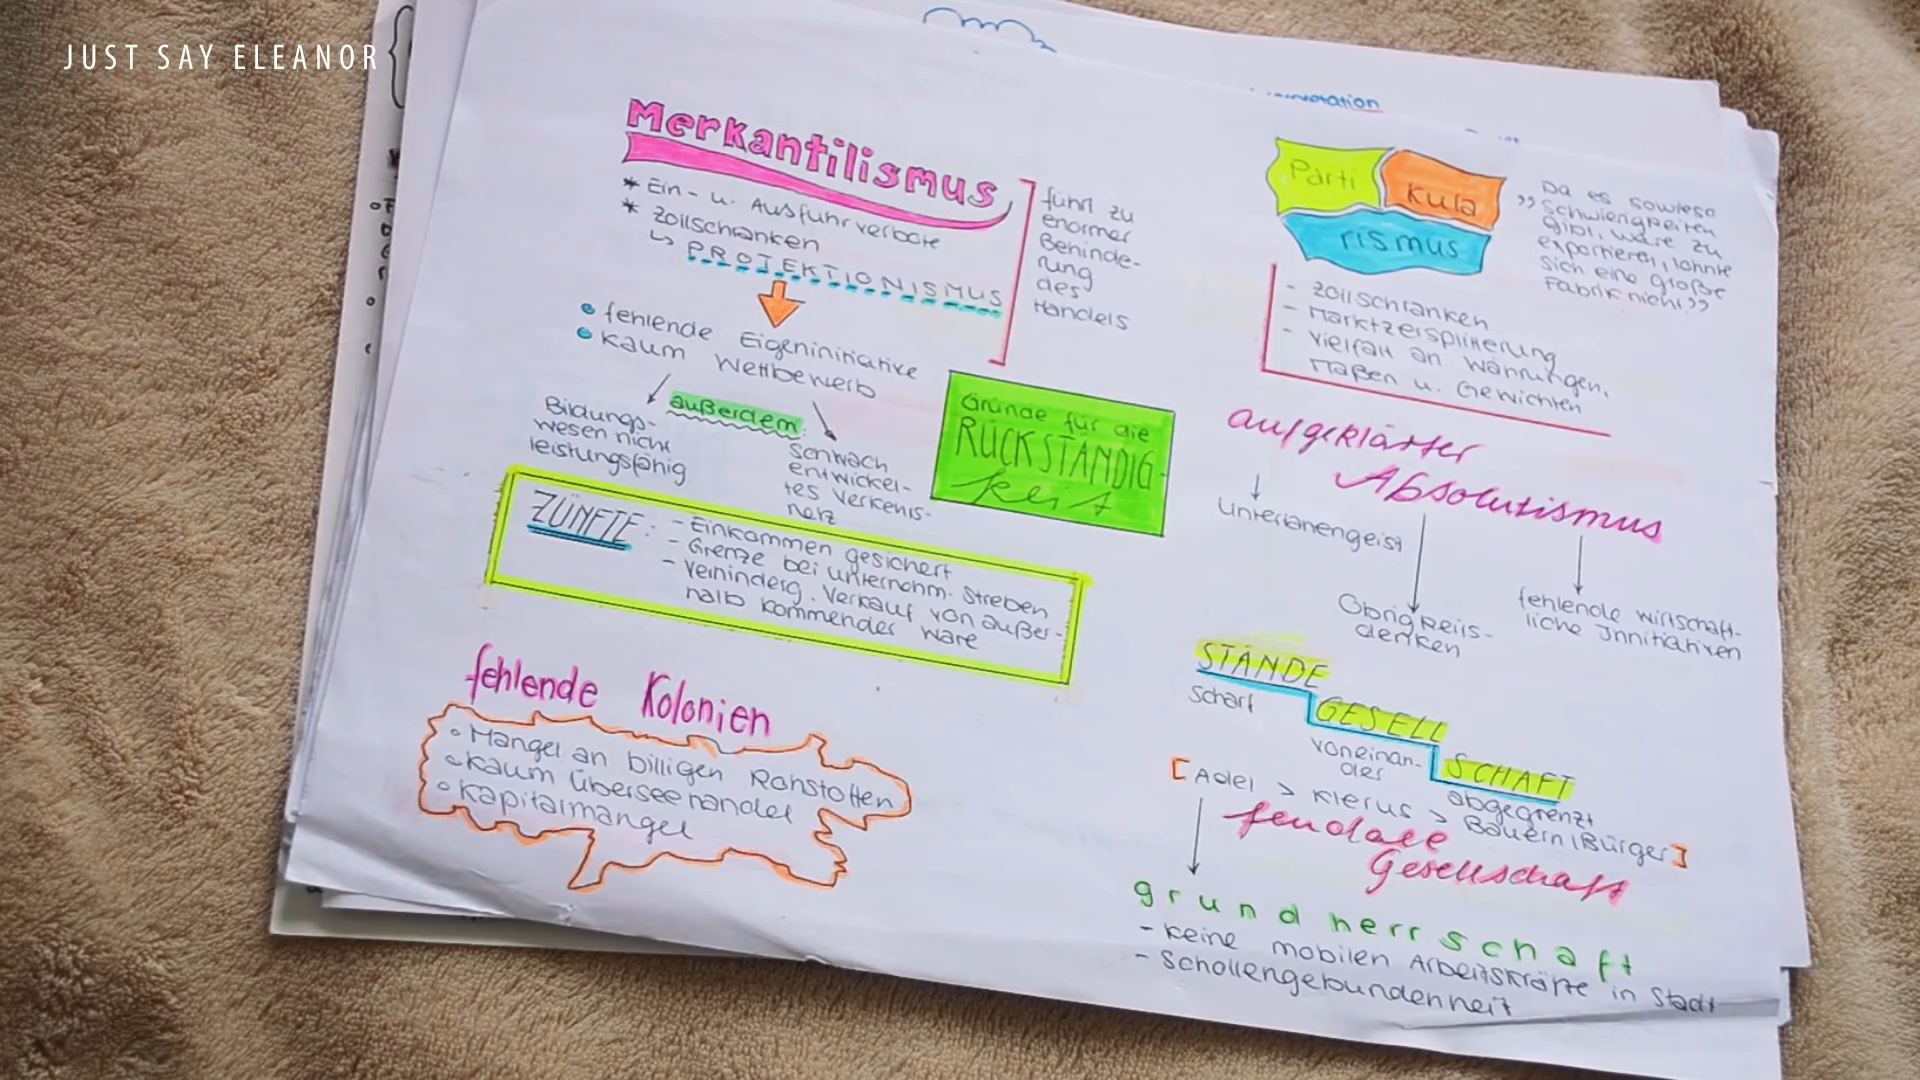 JUST SAY ELEANOR
Merkantilismus
* Ein- u. Ausfuhrverbote
* Zollschranken
↳ PROTEKTIONISMUS
führt zu
enormer
Behinde-
rung
des
Handels
• fehlende Eigeninitiative
• kaum Wettbewerb
außerdem:
Bildungs-
wesen nicht
leistungsfähig
schwach
entwickel-
tes Verkehrs-
netz
Gründe für die
RÜCKSTÄNDIG-
keit
ZÜNFTE: - Einkommen gesichert
- Grenze bei unternehm. Streben
- Verhinderg. Verkauf von außer-
halb kommender Ware
fehlende Kolonien
∘ Mangel an billigen Rohstoffen
∘ kaum Überseehandel
∘ Kapitalmangel
Parti
kula
rismus
„Da es sowieso
Schwierigkeiten
gibt, Ware zu
exportieren, lohnte
sich eine große
Fabrik nicht"
- Zollschranken
- Marktzersplitterung
- Vielfalt an Währungen,
Maßen u. Gewichten
aufgeklärter
Absolutismus
Untertanengeist
Obrigkeits-
denken
fehlende wirtschaft-
liche Innitiativen
STÄNDE
scharf
GESELL
voneinan-
der
SCHAFT
abgegrenzt
[Adel > Klerus > Bauern/Bürger]
feudale
Gesellschaft
grundherrschaft
- keine mobilen Arbeitskräfte in Stadt
- Schollengebundenheit